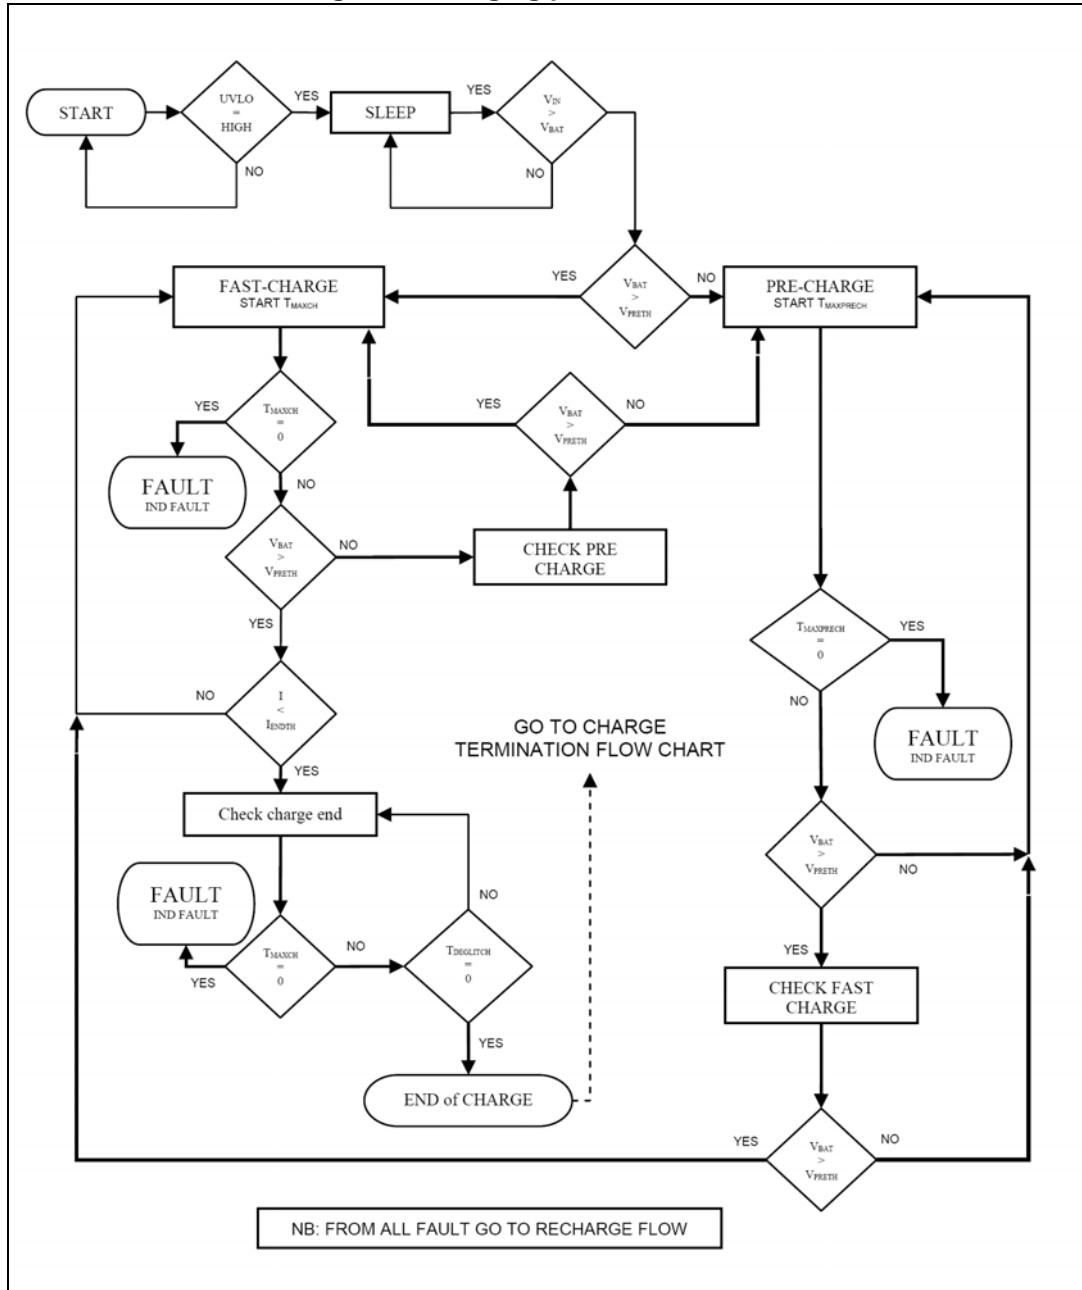 START
UVLO
=
HIGH
YES
NO
SLEEP
YES
VIN
>
VBAT
NO
FAST-CHARGE
START TMAXCH
YES
VBAT
>
VPRETH
NO
PRE-CHARGE
START TMAXPRECH
YES
TMAXCH
=
0
NO
YES
VBAT
>
VPRETH
NO
FAULT
IND FAULT
VBAT
>
VPRETH
NO
YES
CHECK PRE
CHARGE
TMAXPRECH
=
0
YES
NO
NO
I
<
IENDTH
YES
GO TO CHARGE
TERMINATION FLOW CHART
FAULT
IND FAULT
Check charge end
VBAT
>
VPRETH
NO
YES
FAULT
IND FAULT
TMAXCH
=
0
YES
NO
TDEGLITCH
=
0
NO
YES
CHECK FAST
CHARGE
END of CHARGE
YES
VBAT
>
VPRETH
NO
NB: FROM ALL FAULT GO TO RECHARGE FLOW